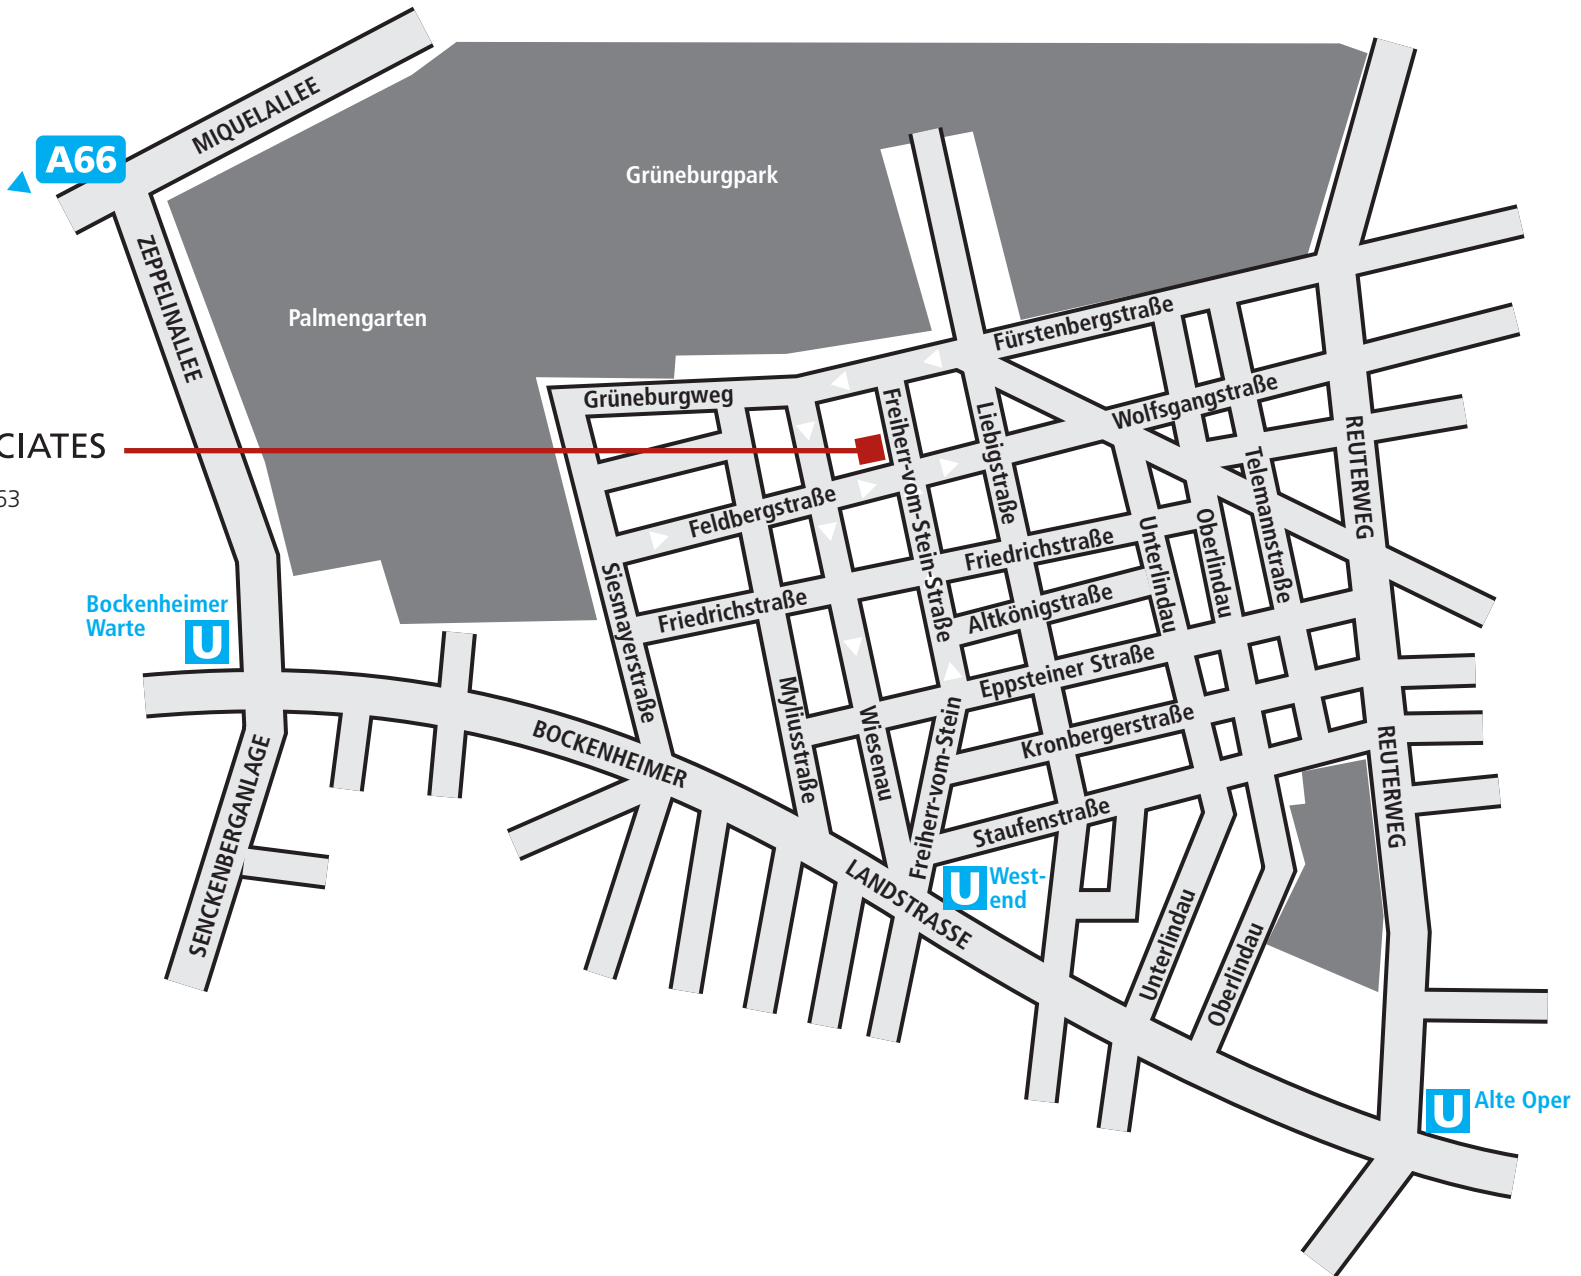 MIQUELALLEE
A66
Grüneburgpark
ZEPPELINALLEE
Palmengarten
Fürstenbergstraße
Grüneburgweg
Wolfsgangstraße
Freiherr-vom-Stein-Straße
Liebigstraße
REUTERWEG
CIATES
53
Feldbergstraße
Telemannstraße
Unterlindau
Oberlindau
Friedrichstraße
Siesmayerstraße
Friedrichstraße
Altkönigstraße
Bockenheimer
Warte
U
Eppsteiner Straße
Myliusstraße
Wiesenau
Freiherr-vom-Stein
Kronbergerstraße
BOCKENHEIMER
REUTERWEG
SENCKENBERGANLAGE
Staufenstraße
LANDSTRASSE
U
West-
end
Unterlindau
Oberlindau
U
Alte Oper